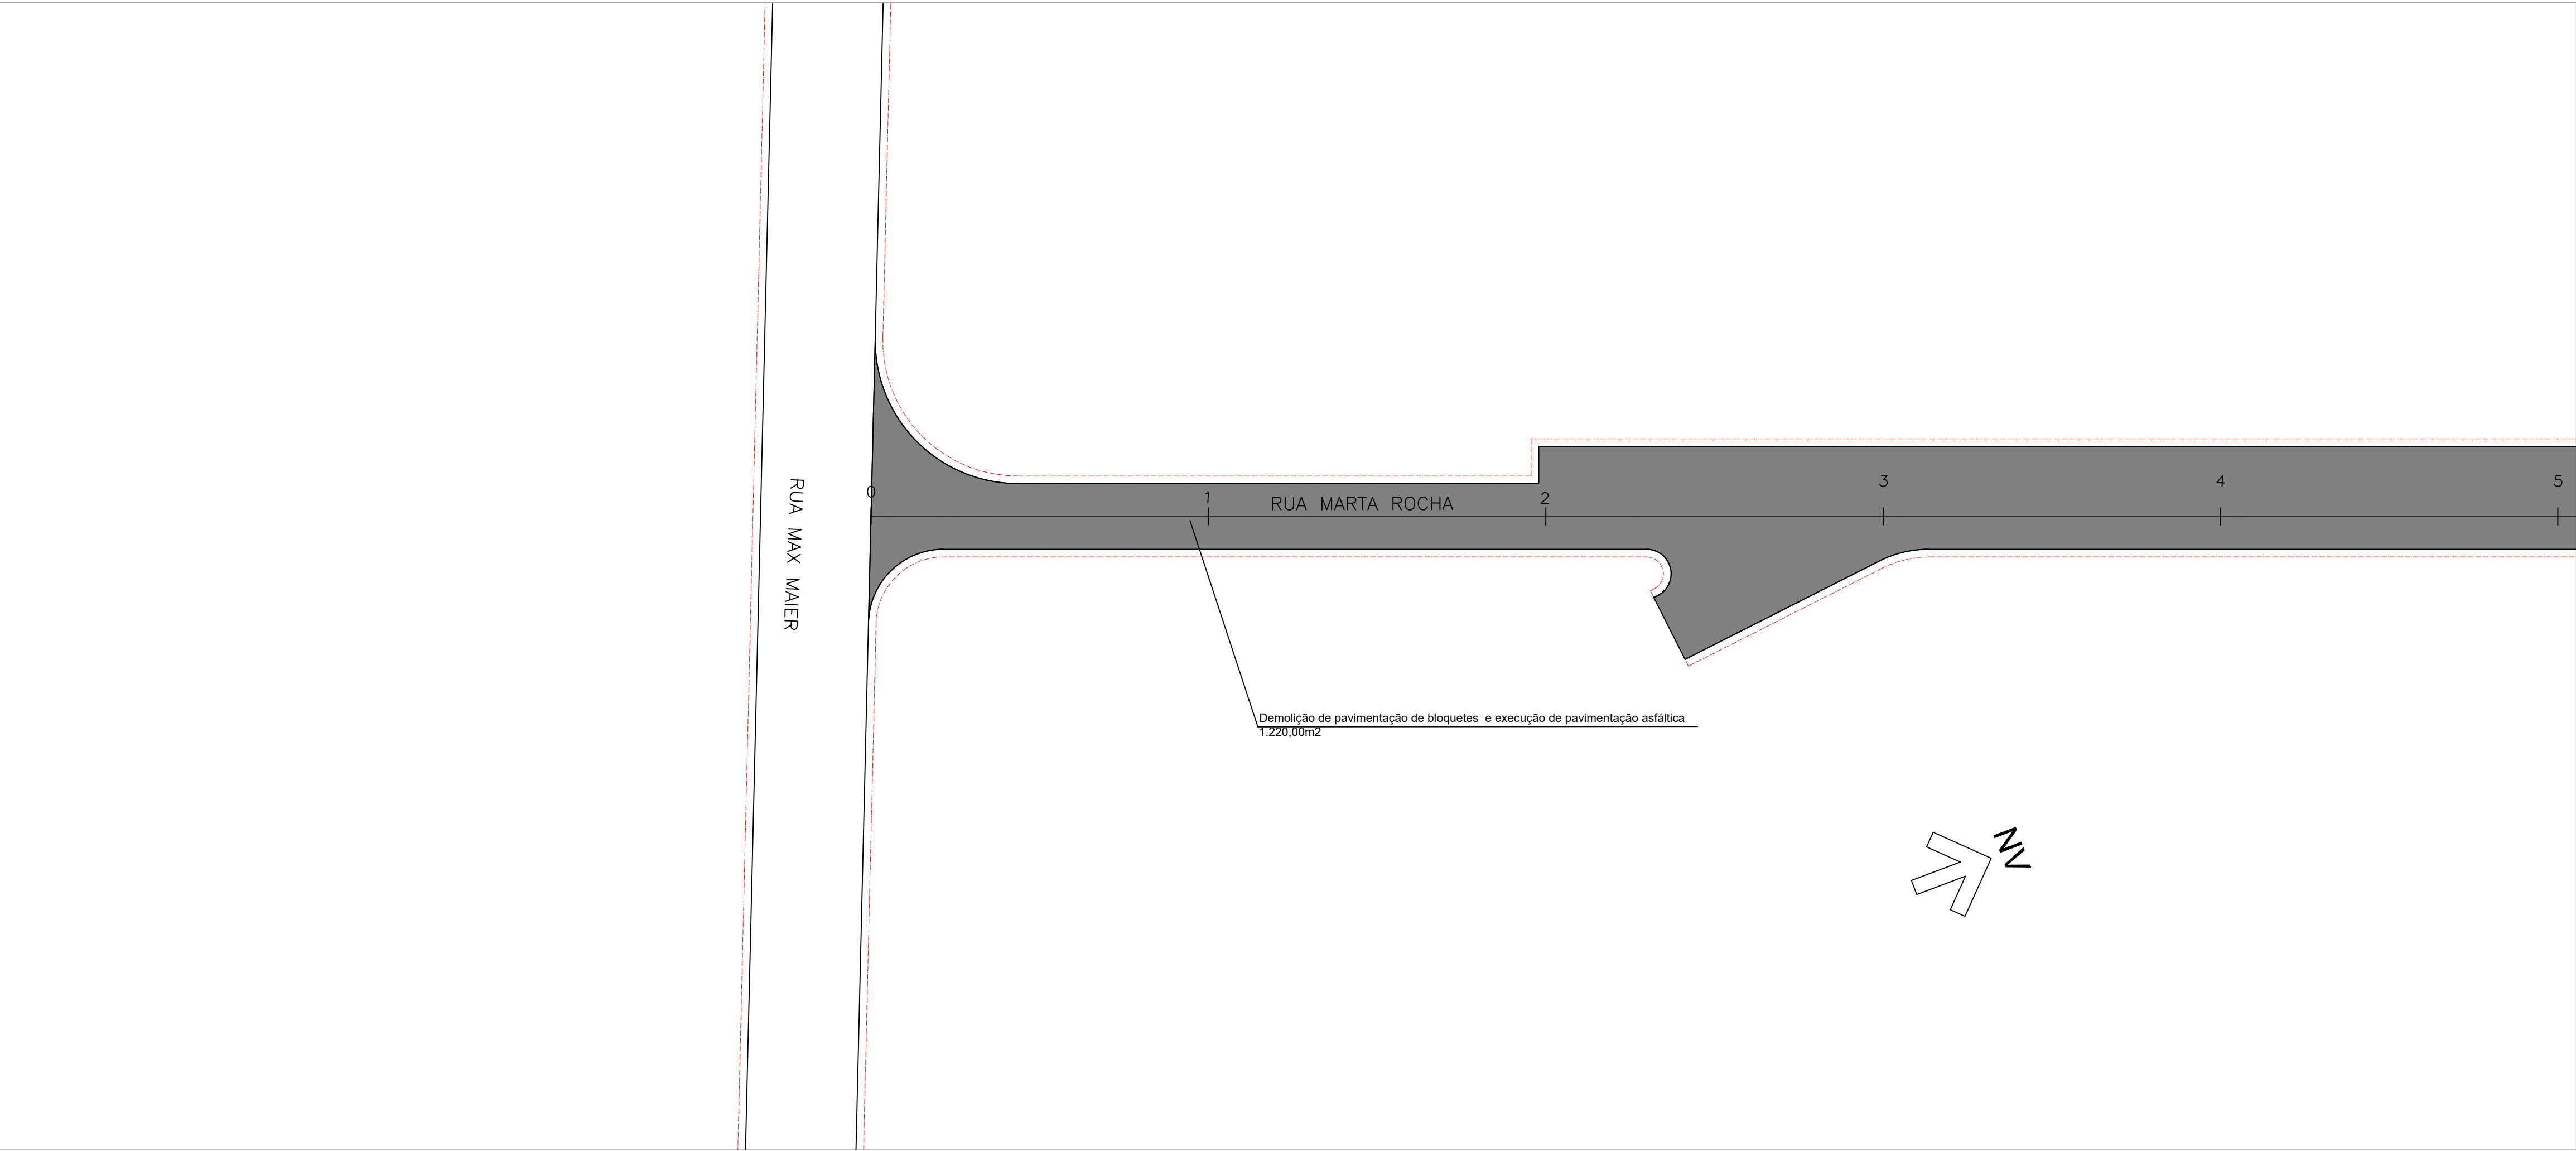 RUA MAX MAIER
0
1
RUA MARTA ROCHA
2
3
4
5
Demolição de pavimentação de bloquetes  e execução de pavimentação asfáltica
1.220,00m2
NV